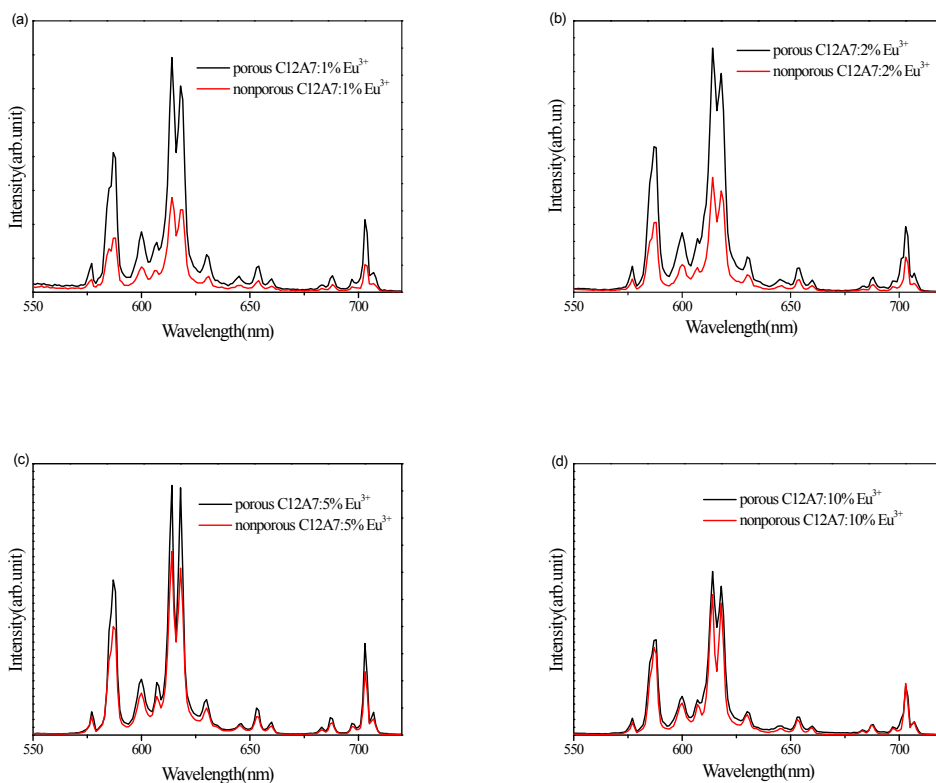 (a)
porous C12A7:1% Eu³⁺
nonporous C12A7:1% Eu³⁺
Intensity(arb.unit)
550 600 650 700
Wavelength(nm)
(b)
porous C12A7:2% Eu³⁺
nonporous C12A7:2% Eu³⁺
Intensity(arb.un)
550 600 650 700
Wavelength(nm)
(c)
porous C12A7:5% Eu³⁺
nonporous C12A7:5% Eu³⁺
Intensity(arb.unit)
550 600 650 700
Wavelength(nm)
(d)
porous C12A7:10% Eu³⁺
nonporous C12A7:10% Eu³⁺
Intensity(arb.unit)
550 600 650 700
Wavelength(nm)